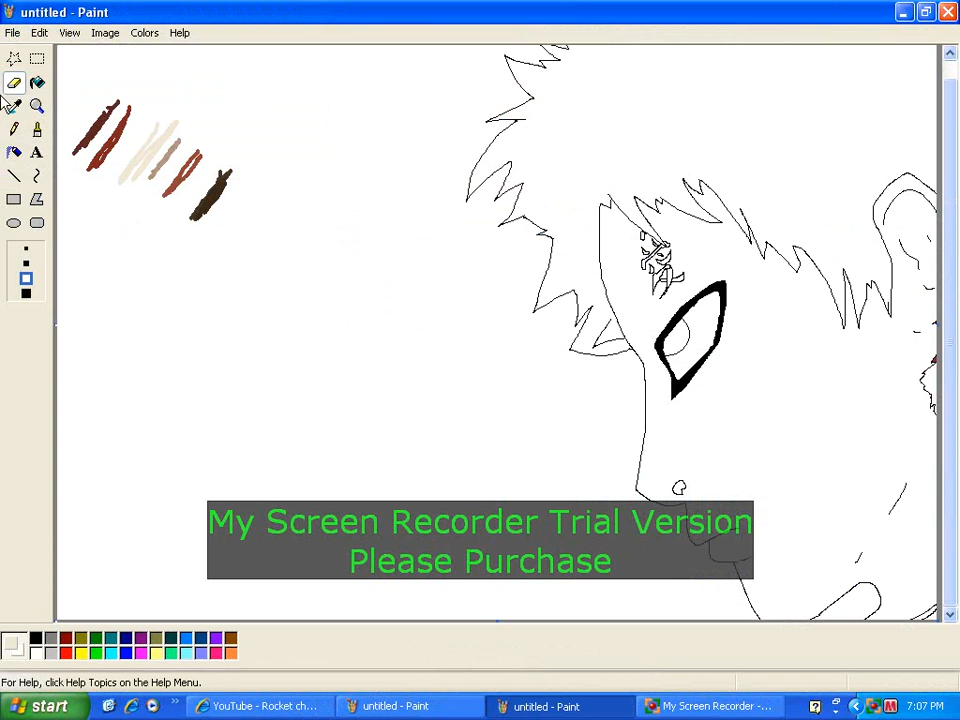 untitled - Paint
File Edit View Image Colors Help
A
My Screen Recorder Trial Version
Please Purchase
For Help, click Help Topics on the Help Menu.
start YouTube - Rocket ch... untitled - Paint untitled - Paint My Screen Recorder -... 7:07 PM